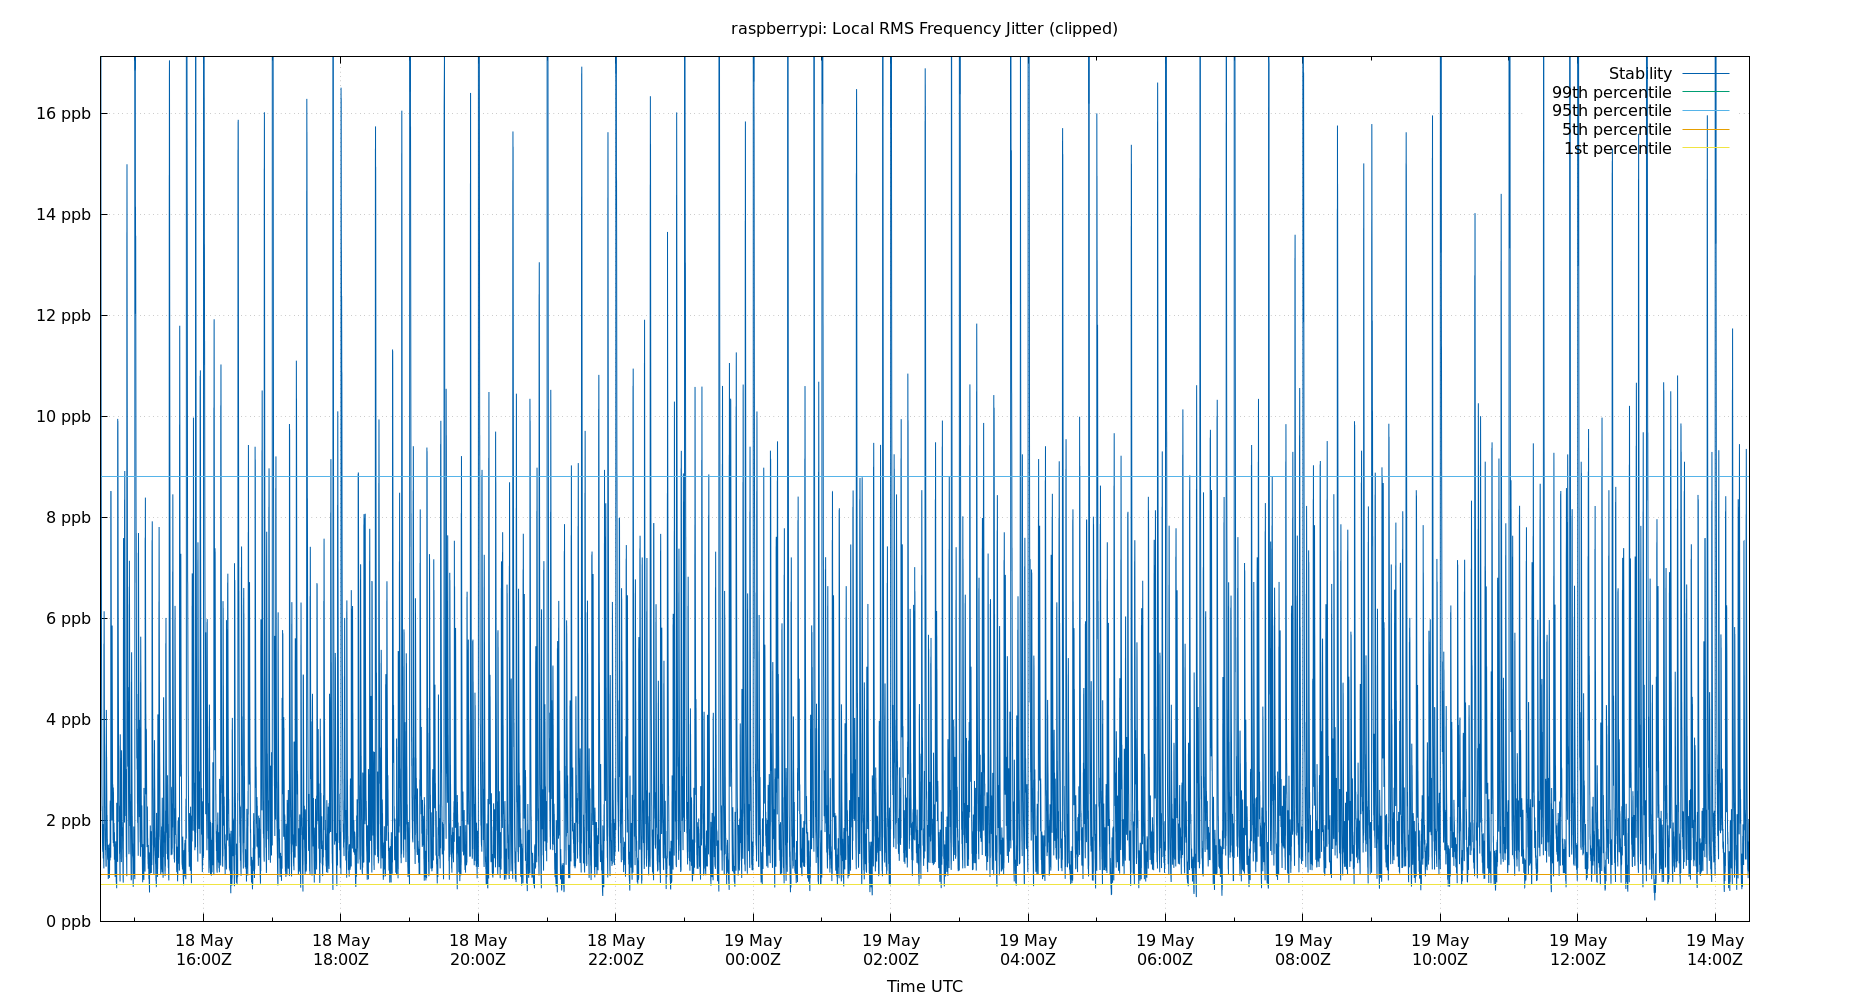 raspberrypi: Local RMS Frequency Jitter (clipped)
Stability
99th percentile
95th percentile
5th percentile
1st percentile
16 ppb
14 ppb
12 ppb
10 ppb
8 ppb
6 ppb
4 ppb
2 ppb
0 ppb
18 May 18 May 18 May 18 May 19 May 19 May 19 May 19 May 19 May 19 May 19 May 19 May
16:00Z 18:00Z 20:00Z 22:00Z 00:00Z 02:00Z 04:00Z 06:00Z 08:00Z 10:00Z 12:00Z 14:00Z
Time UTC